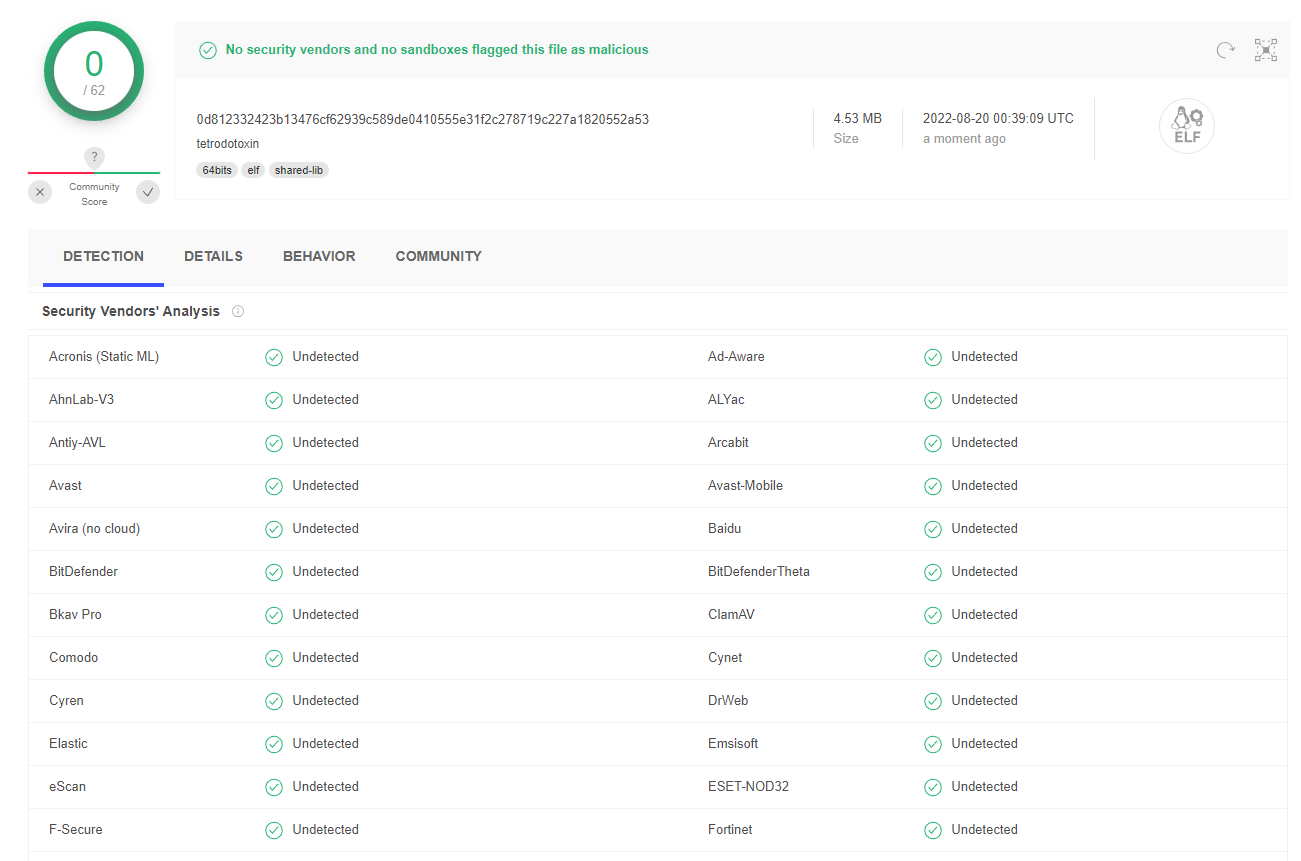 0
/ 62
?
Community
Score
No security vendors and no sandboxes flagged this file as malicious
0d812332423b13476cf62939c589de0410555e31f2c278719c227a1820552a53
tetrodotoxin
64bits elf shared-lib
4.53 MB
Size
2022-08-20 00:39:09 UTC
a moment ago
ELF
DETECTION DETAILS BEHAVIOR COMMUNITY
Security Vendors' Analysis
Acronis (Static ML) Undetected Ad-Aware Undetected
AhnLab-V3 Undetected ALYac Undetected
Antiy-AVL Undetected Arcabit Undetected
Avast Undetected Avast-Mobile Undetected
Avira (no cloud) Undetected Baidu Undetected
BitDefender Undetected BitDefenderTheta Undetected
Bkav Pro Undetected ClamAV Undetected
Comodo Undetected Cynet Undetected
Cyren Undetected DrWeb Undetected
Elastic Undetected Emsisoft Undetected
eScan Undetected ESET-NOD32 Undetected
F-Secure Undetected Fortinet Undetected